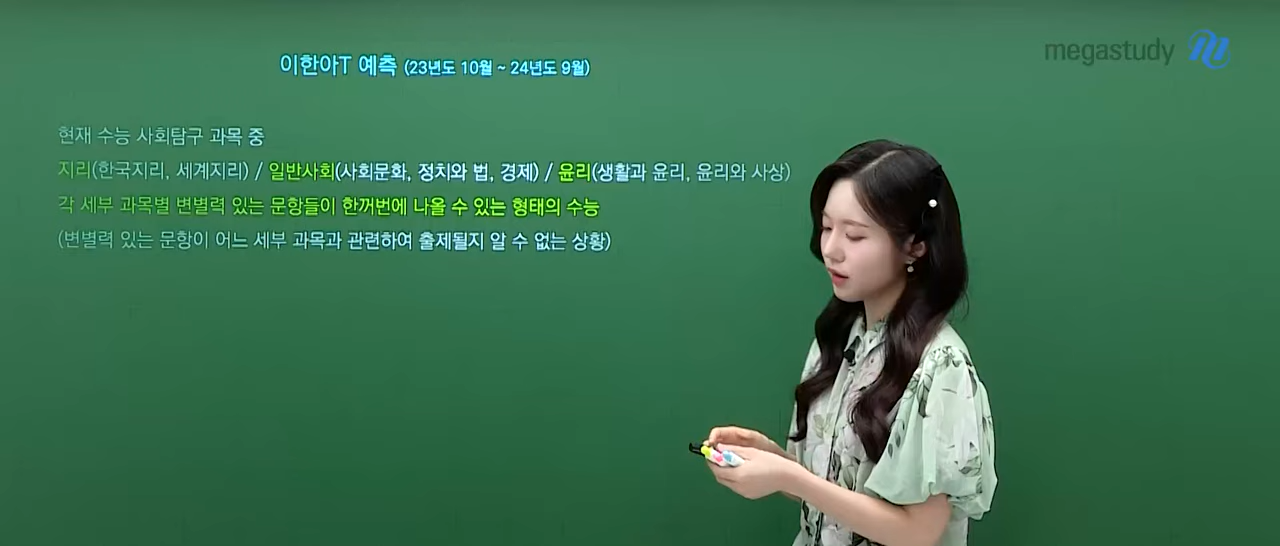 megastudy
이한아T 예측 (23년도 10월 ~ 24년도 9월)
현재 수능 사회탐구 과목 중
지리(한국지리, 세계지리) / 일반사회(사회문화, 정치와 법, 경제) / 윤리(생활과 윤리, 윤리와 사상)
각 세부 과목별 변별력 있는 문항들이 한꺼번에 나올 수 있는 형태의 수능
(변별력 있는 문항이 어느 세부 과목과 관련하여 출제될지 알 수 없는 상황)